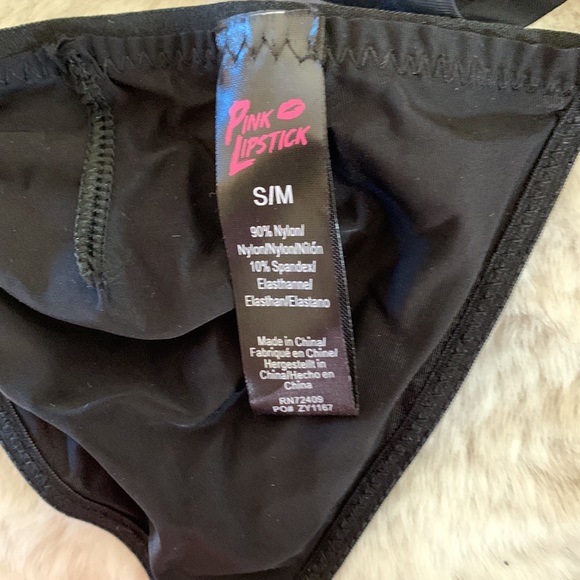 PINK
LIPSTICK
S/M
90% Nylon/
Nylon/Nylon/Nilón
10% Spandex/
Elasthanne/
Elasthan/Elastano
Made in China/
Fabriqué en Chine/
Hergestellt in
China/Hecho en
China
RN72409
PO# ZY1167